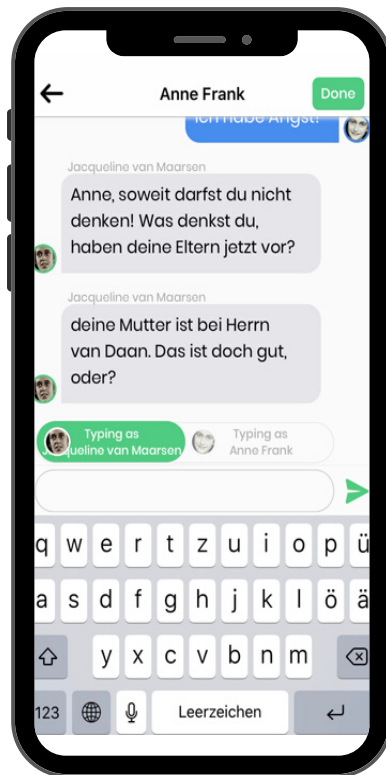 Anne Frank
Done
Ich habe Angst!
Jacqueline van Maarsen
Anne, soweit darfst du nicht
denken! Was denkst du,
haben deine Eltern jetzt vor?
Jacqueline van Maarsen
deine Mutter ist bei Herrn
van Daan. Das ist doch gut,
oder?
Typing as
Jacqueline van Maarsen
Typing as
Anne Frank
q w e r t z u i o p ü
a s d f g h j k l ö ä
y x c v b n m
123
Leerzeichen